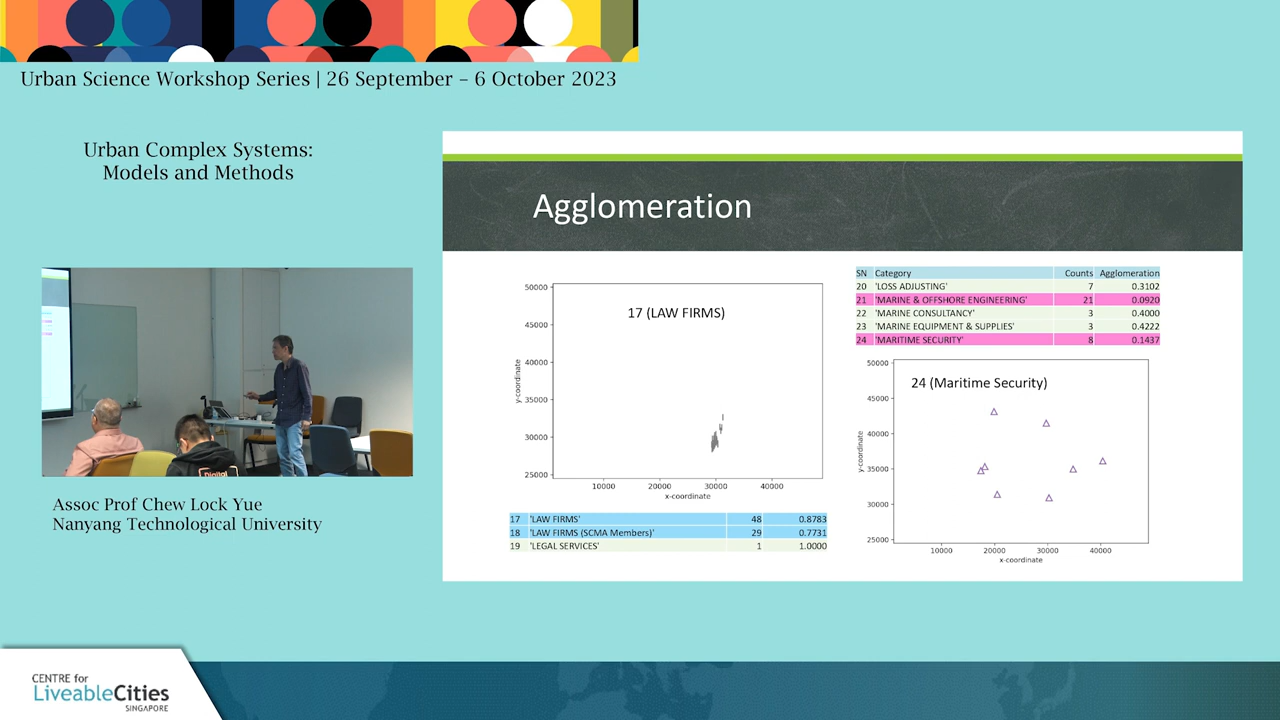 Urban Science Workshop Series | 26 September – 6 October 2023
Urban Complex Systems:
Models and Methods
Agglomeration
50000
45000
40000
35000
30000
25000
y-coordinate
17 (LAW FIRMS)
10000 20000 30000 40000
x-coordinate
17 'LAW FIRMS' 48 0.8783
18 'LAW FIRMS (SCMA Members)' 29 0.7731
19 'LEGAL SERVICES' 1 1.0000
SN Category Counts Agglomeration
20 'LOSS ADJUSTING' 7 0.3102
21 'MARINE & OFFSHORE ENGINEERING' 21 0.0920
22 'MARINE CONSULTANCY' 3 0.4000
23 'MARINE EQUIPMENT & SUPPLIES' 3 0.4222
24 'MARITIME SECURITY' 8 0.1437
50000
45000
40000
35000
30000
25000
y-coordinate
24 (Maritime Security)
10000 20000 30000 40000
x-coordinate
Digital
Assoc Prof Chew Lock Yue
Nanyang Technological University
CENTRE for
LiveableCities
SINGAPORE